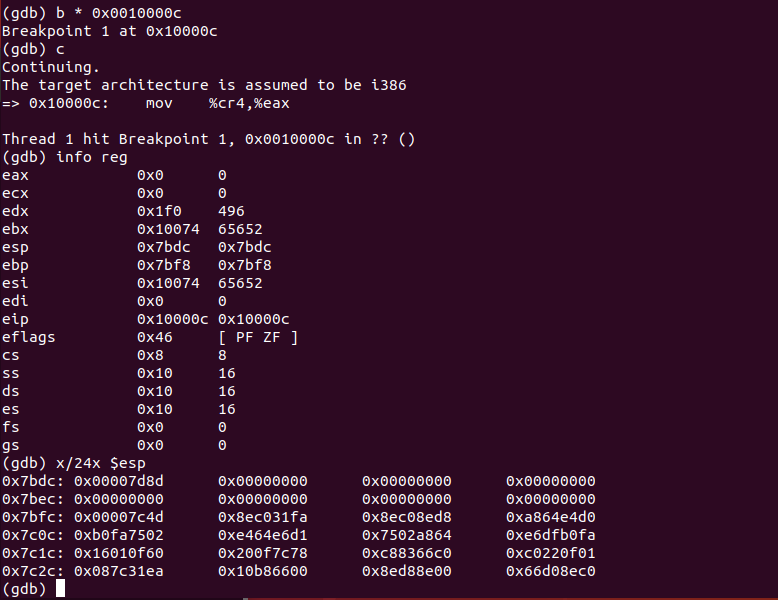 (gdb) b * 0x0010000c
Breakpoint 1 at 0x10000c
(gdb) c
Continuing.
The target architecture is assumed to be i386
=> 0x10000c:    mov    %cr4,%eax

Thread 1 hit Breakpoint 1, 0x0010000c in ?? ()
(gdb) info reg
eax            0x0      0
ecx            0x0      0
edx            0x1f0    496
ebx            0x10074  65652
esp            0x7bdc   0x7bdc
ebp            0x7bf8   0x7bf8
esi            0x10074  65652
edi            0x0      0
eip            0x10000c 0x10000c
eflags         0x46     [ PF ZF ]
cs             0x8      8
ss             0x10     16
ds             0x10     16
es             0x10     16
fs             0x0      0
gs             0x0      0
(gdb) x/24x $esp
0x7bdc: 0x00007d8d      0x00000000      0x00000000      0x00000000
0x7bec: 0x00000000      0x00000000      0x00000000      0x00000000
0x7bfc: 0x00007c4d      0x8ec031fa      0x8ec08ed8      0xa864e4d0
0x7c0c: 0xb0fa7502      0xe464e6d1      0x7502a864      0xe6dfb0fa
0x7c1c: 0x16010f60      0x200f7c78      0xc88366c0      0xc0220f01
0x7c2c: 0x087c31ea      0x10b86600      0x8ed88e00      0x66d08ec0
(gdb)